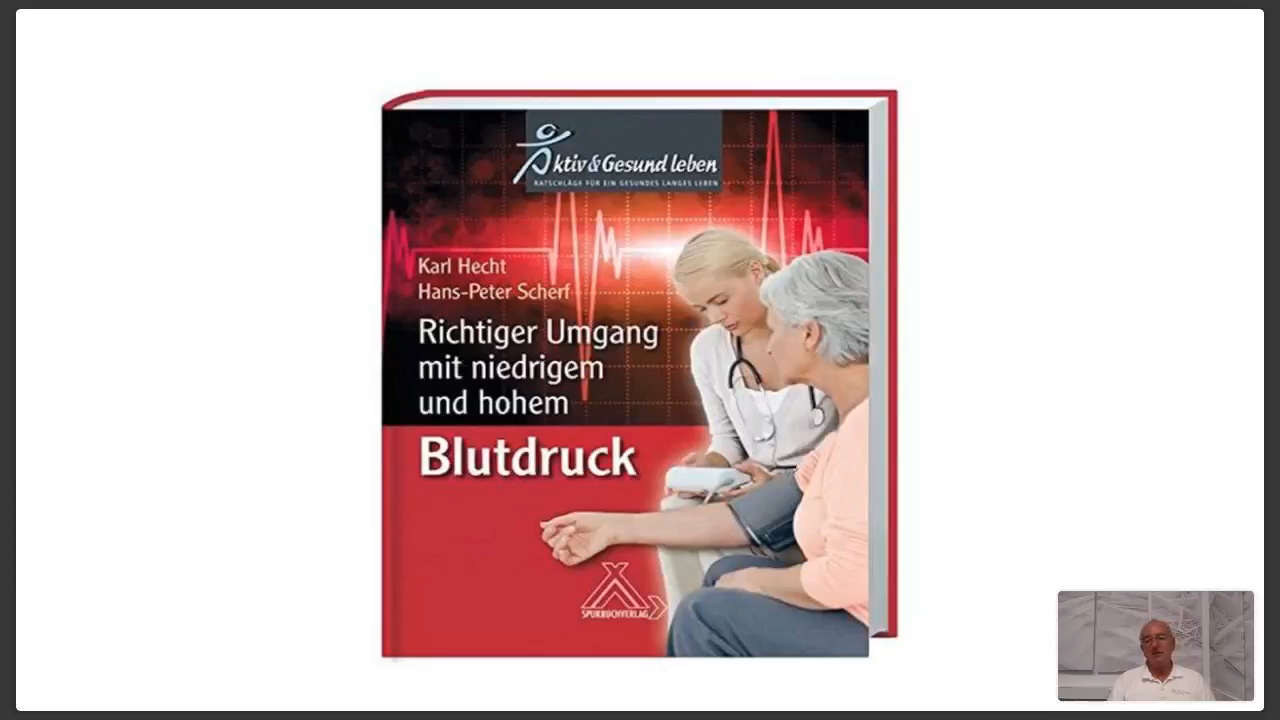 Aktiv & Gesund leben
RATSCHLÄGE FÜR EIN GESUNDES LANGES LEBEN
Karl Hecht
Hans-Peter Scherf
Richtiger Umgang
mit niedrigem
und hohem
Blutdruck
SPURBUCHVERLAG